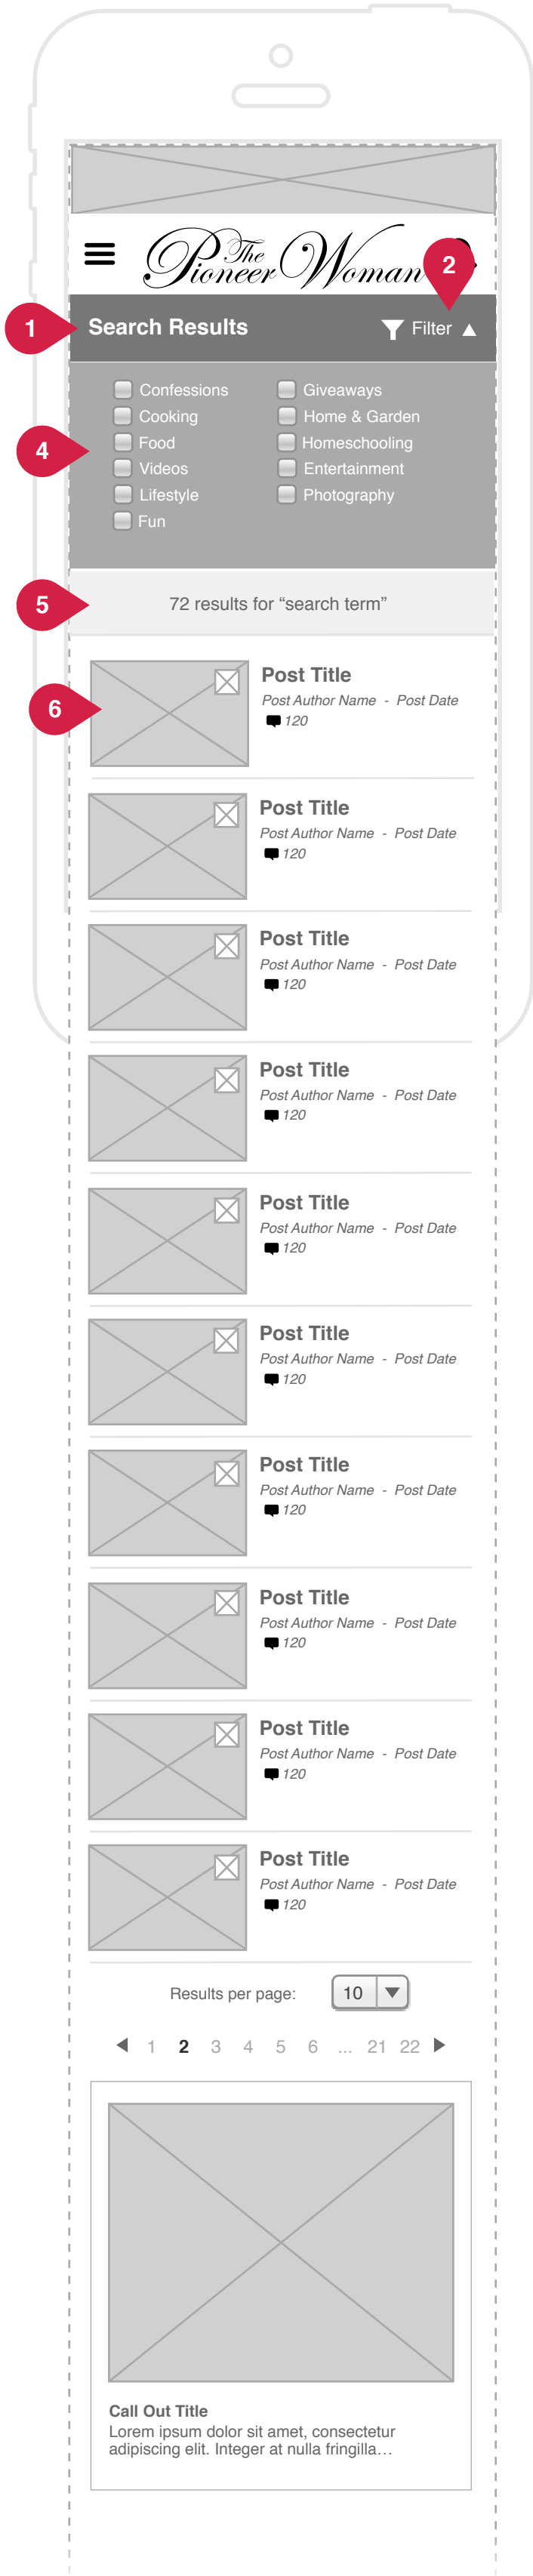 The
Pioneer Woman
2
1
Search Results
Filter
4
Confessions
Giveaways
Cooking
Home & Garden
Food
Homeschooling
Videos
Entertainment
Lifestyle
Photography
Fun
5
72 results for “search term”
6
Post Title
Post Author Name - Post Date
120
Post Title
Post Author Name - Post Date
120
Post Title
Post Author Name - Post Date
120
Post Title
Post Author Name - Post Date
120
Post Title
Post Author Name - Post Date
120
Post Title
Post Author Name - Post Date
120
Post Title
Post Author Name - Post Date
120
Post Title
Post Author Name - Post Date
120
Post Title
Post Author Name - Post Date
120
Post Title
Post Author Name - Post Date
120
Results per page: 10
1 2 3 4 5 6 ... 21 22
Call Out Title
Lorem ipsum dolor sit amet, consectetur
adipiscing elit. Integer at nulla fringilla…